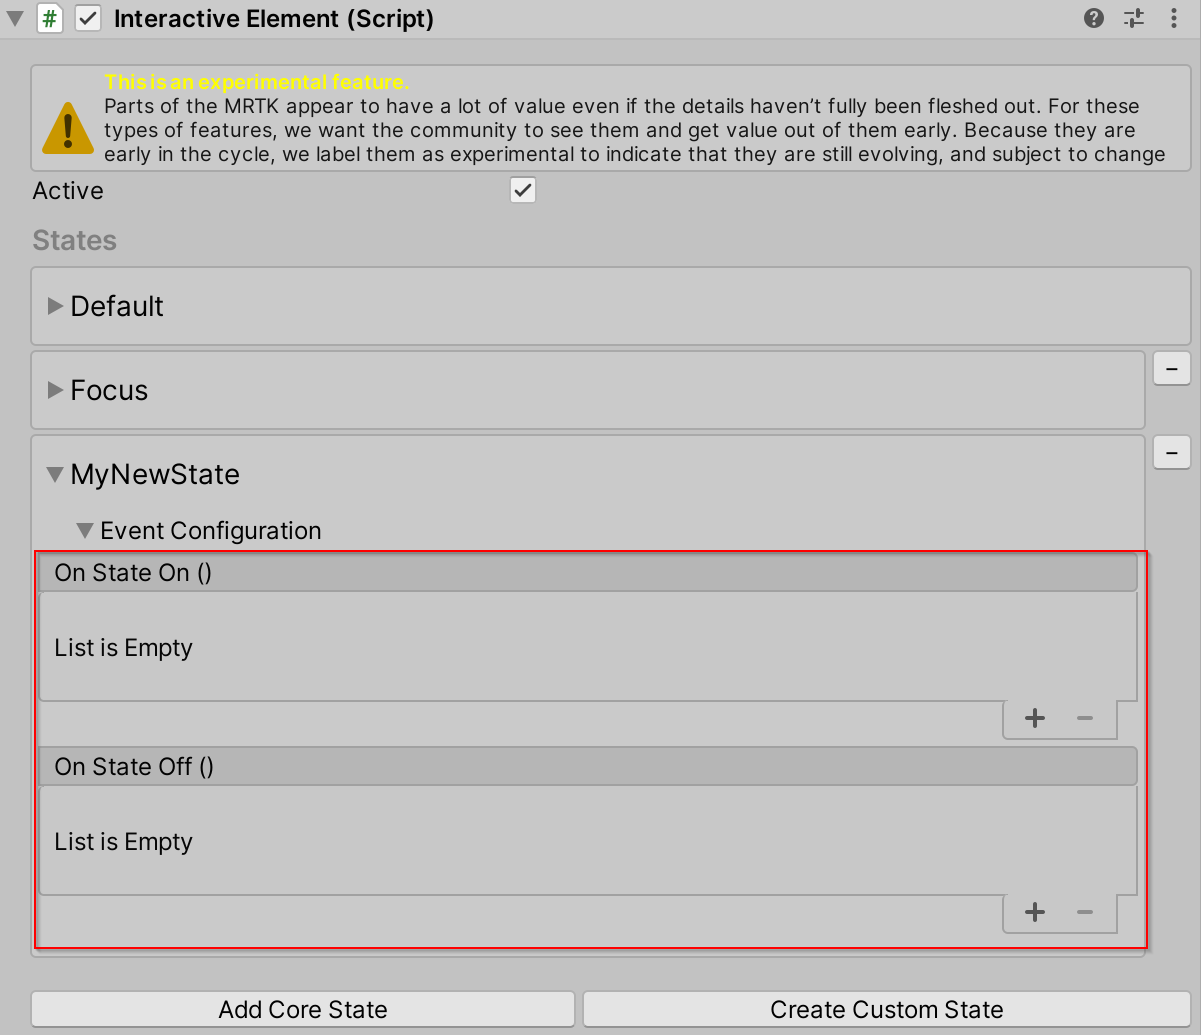 Interactive Element (Script)
This is an experimental feature.
Parts of the MRTK appear to have a lot of value even if the details haven’t fully been fleshed out. For these
types of features, we want the community to see them and get value out of them early. Because they are
early in the cycle, we label them as experimental to indicate that they are still evolving, and subject to change
Active
States
Default
Focus
MyNewState
Event Configuration
On State On ()
List is Empty
On State Off ()
List is Empty
Add Core State
Create Custom State